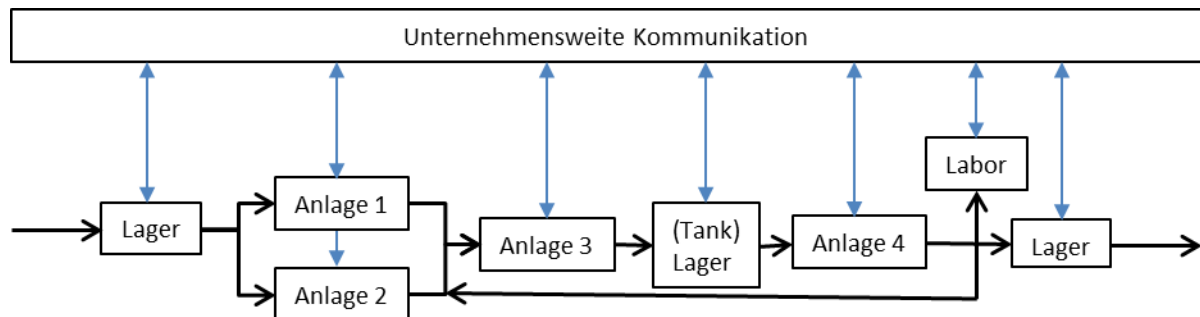 Unternehmensweite Kommunikation
Labor
Lager
Anlage 1
Anlage 2
Anlage 3
(Tank)
Lager
Anlage 4
Lager